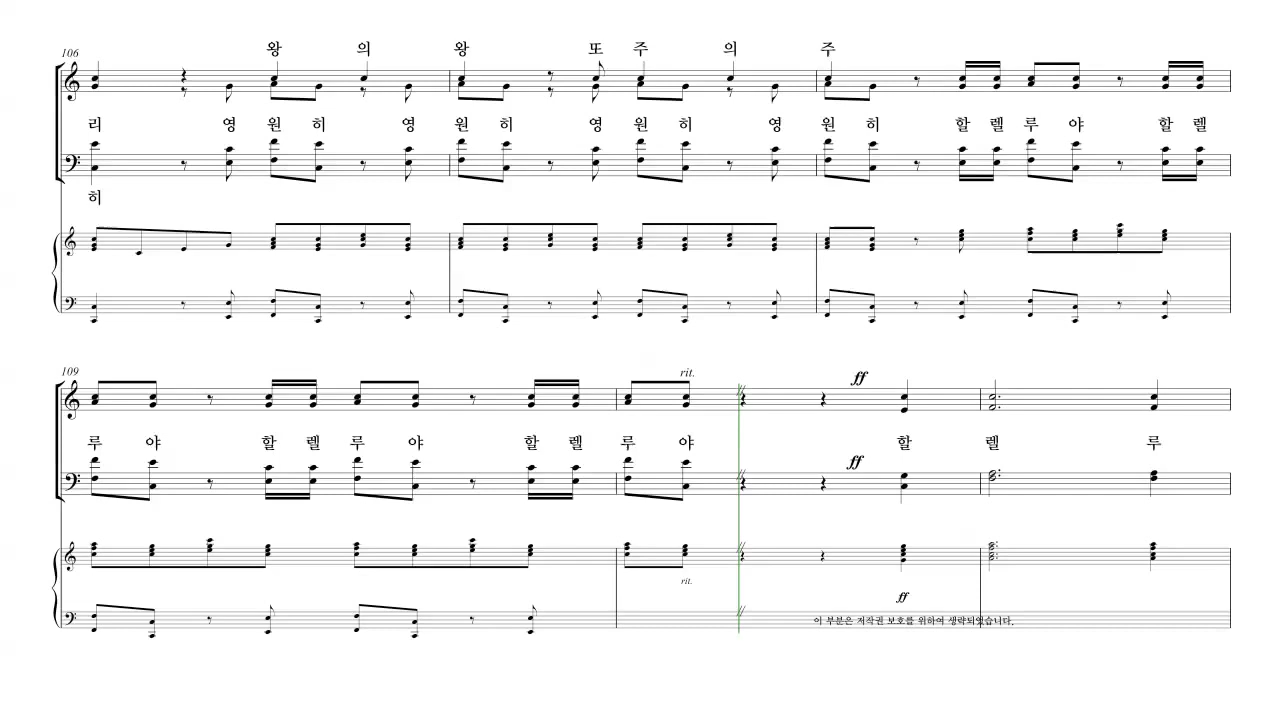 106
왕 의 왕 또 주 의 주
리 영 원 히 영 원 히 영 원 히 영 원 히 할 렐 루 야 할 렐
히
109
rit.
ff
루 야 할 렐 루 야 할 렐 루 야 할 렐 루
ff
rit.
ff
이 부분은 저작권 보호를 위하여 생략되었습니다.